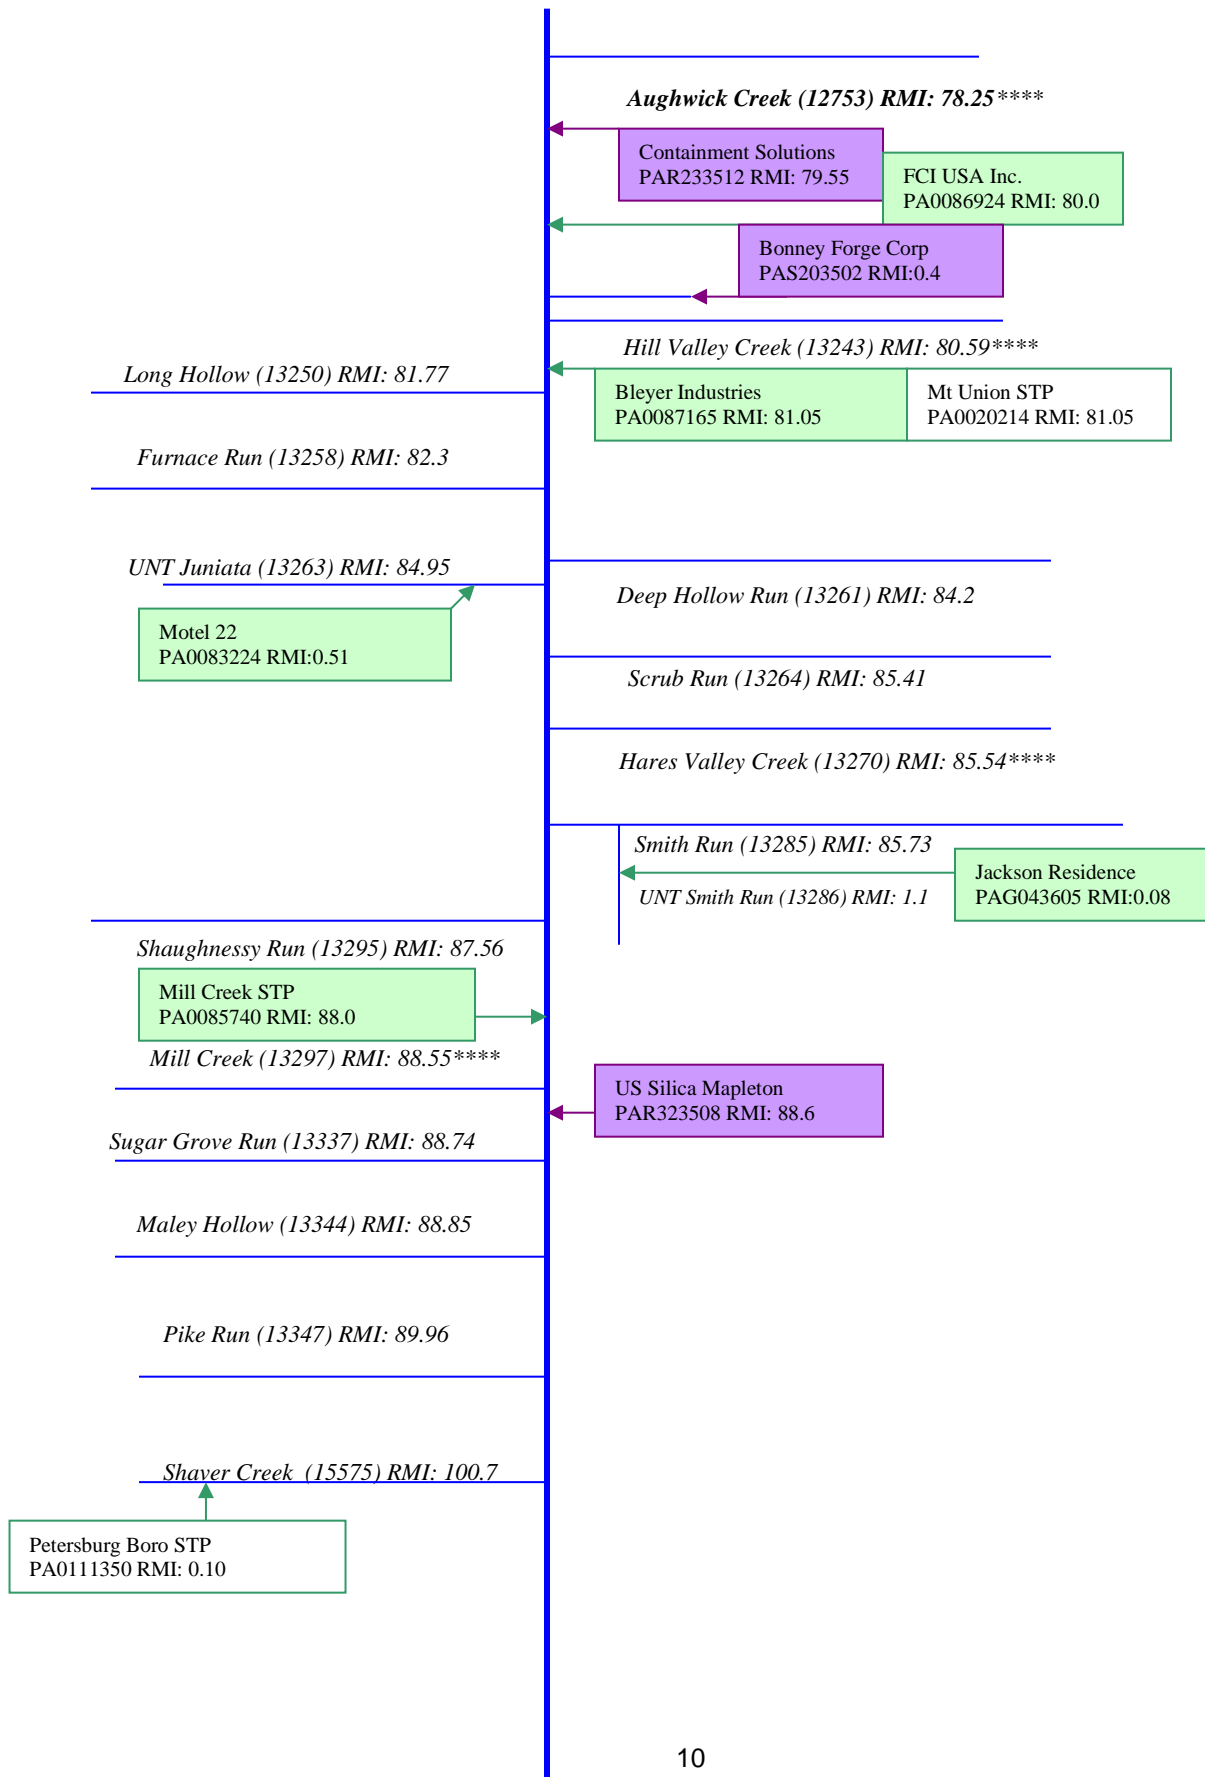 Aughwick Creek (12753) RMI: 78.25****
Containment Solutions
PAR233512 RMI: 79.55
FCI USA Inc.
PA0086924 RMI: 80.0
Bonney Forge Corp
PAS203502 RMI:0.4
Hill Valley Creek (13243) RMI: 80.59****
Long Hollow (13250) RMI: 81.77
Bleyer Industries
PA0087165 RMI: 81.05
Mt Union STP
PA0020214 RMI: 81.05
Furnace Run (13258) RMI: 82.3
UNT Juniata (13263) RMI: 84.95
Deep Hollow Run (13261) RMI: 84.2
Motel 22
PA0083224 RMI:0.51
Scrub Run (13264) RMI: 85.41
Hares Valley Creek (13270) RMI: 85.54****
Smith Run (13285) RMI: 85.73
Jackson Residence
PAG043605 RMI:0.08
UNT Smith Run (13286) RMI: 1.1
Shaughnessy Run (13295) RMI: 87.56
Mill Creek STP
PA0085740 RMI: 88.0
Mill Creek (13297) RMI: 88.55****
US Silica Mapleton
PAR323508 RMI: 88.6
Sugar Grove Run (13337) RMI: 88.74
Maley Hollow (13344) RMI: 88.85
Pike Run (13347) RMI: 89.96
Shaver Creek (15575) RMI: 100.7
Petersburg Boro STP
PA0111350 RMI: 0.10
10